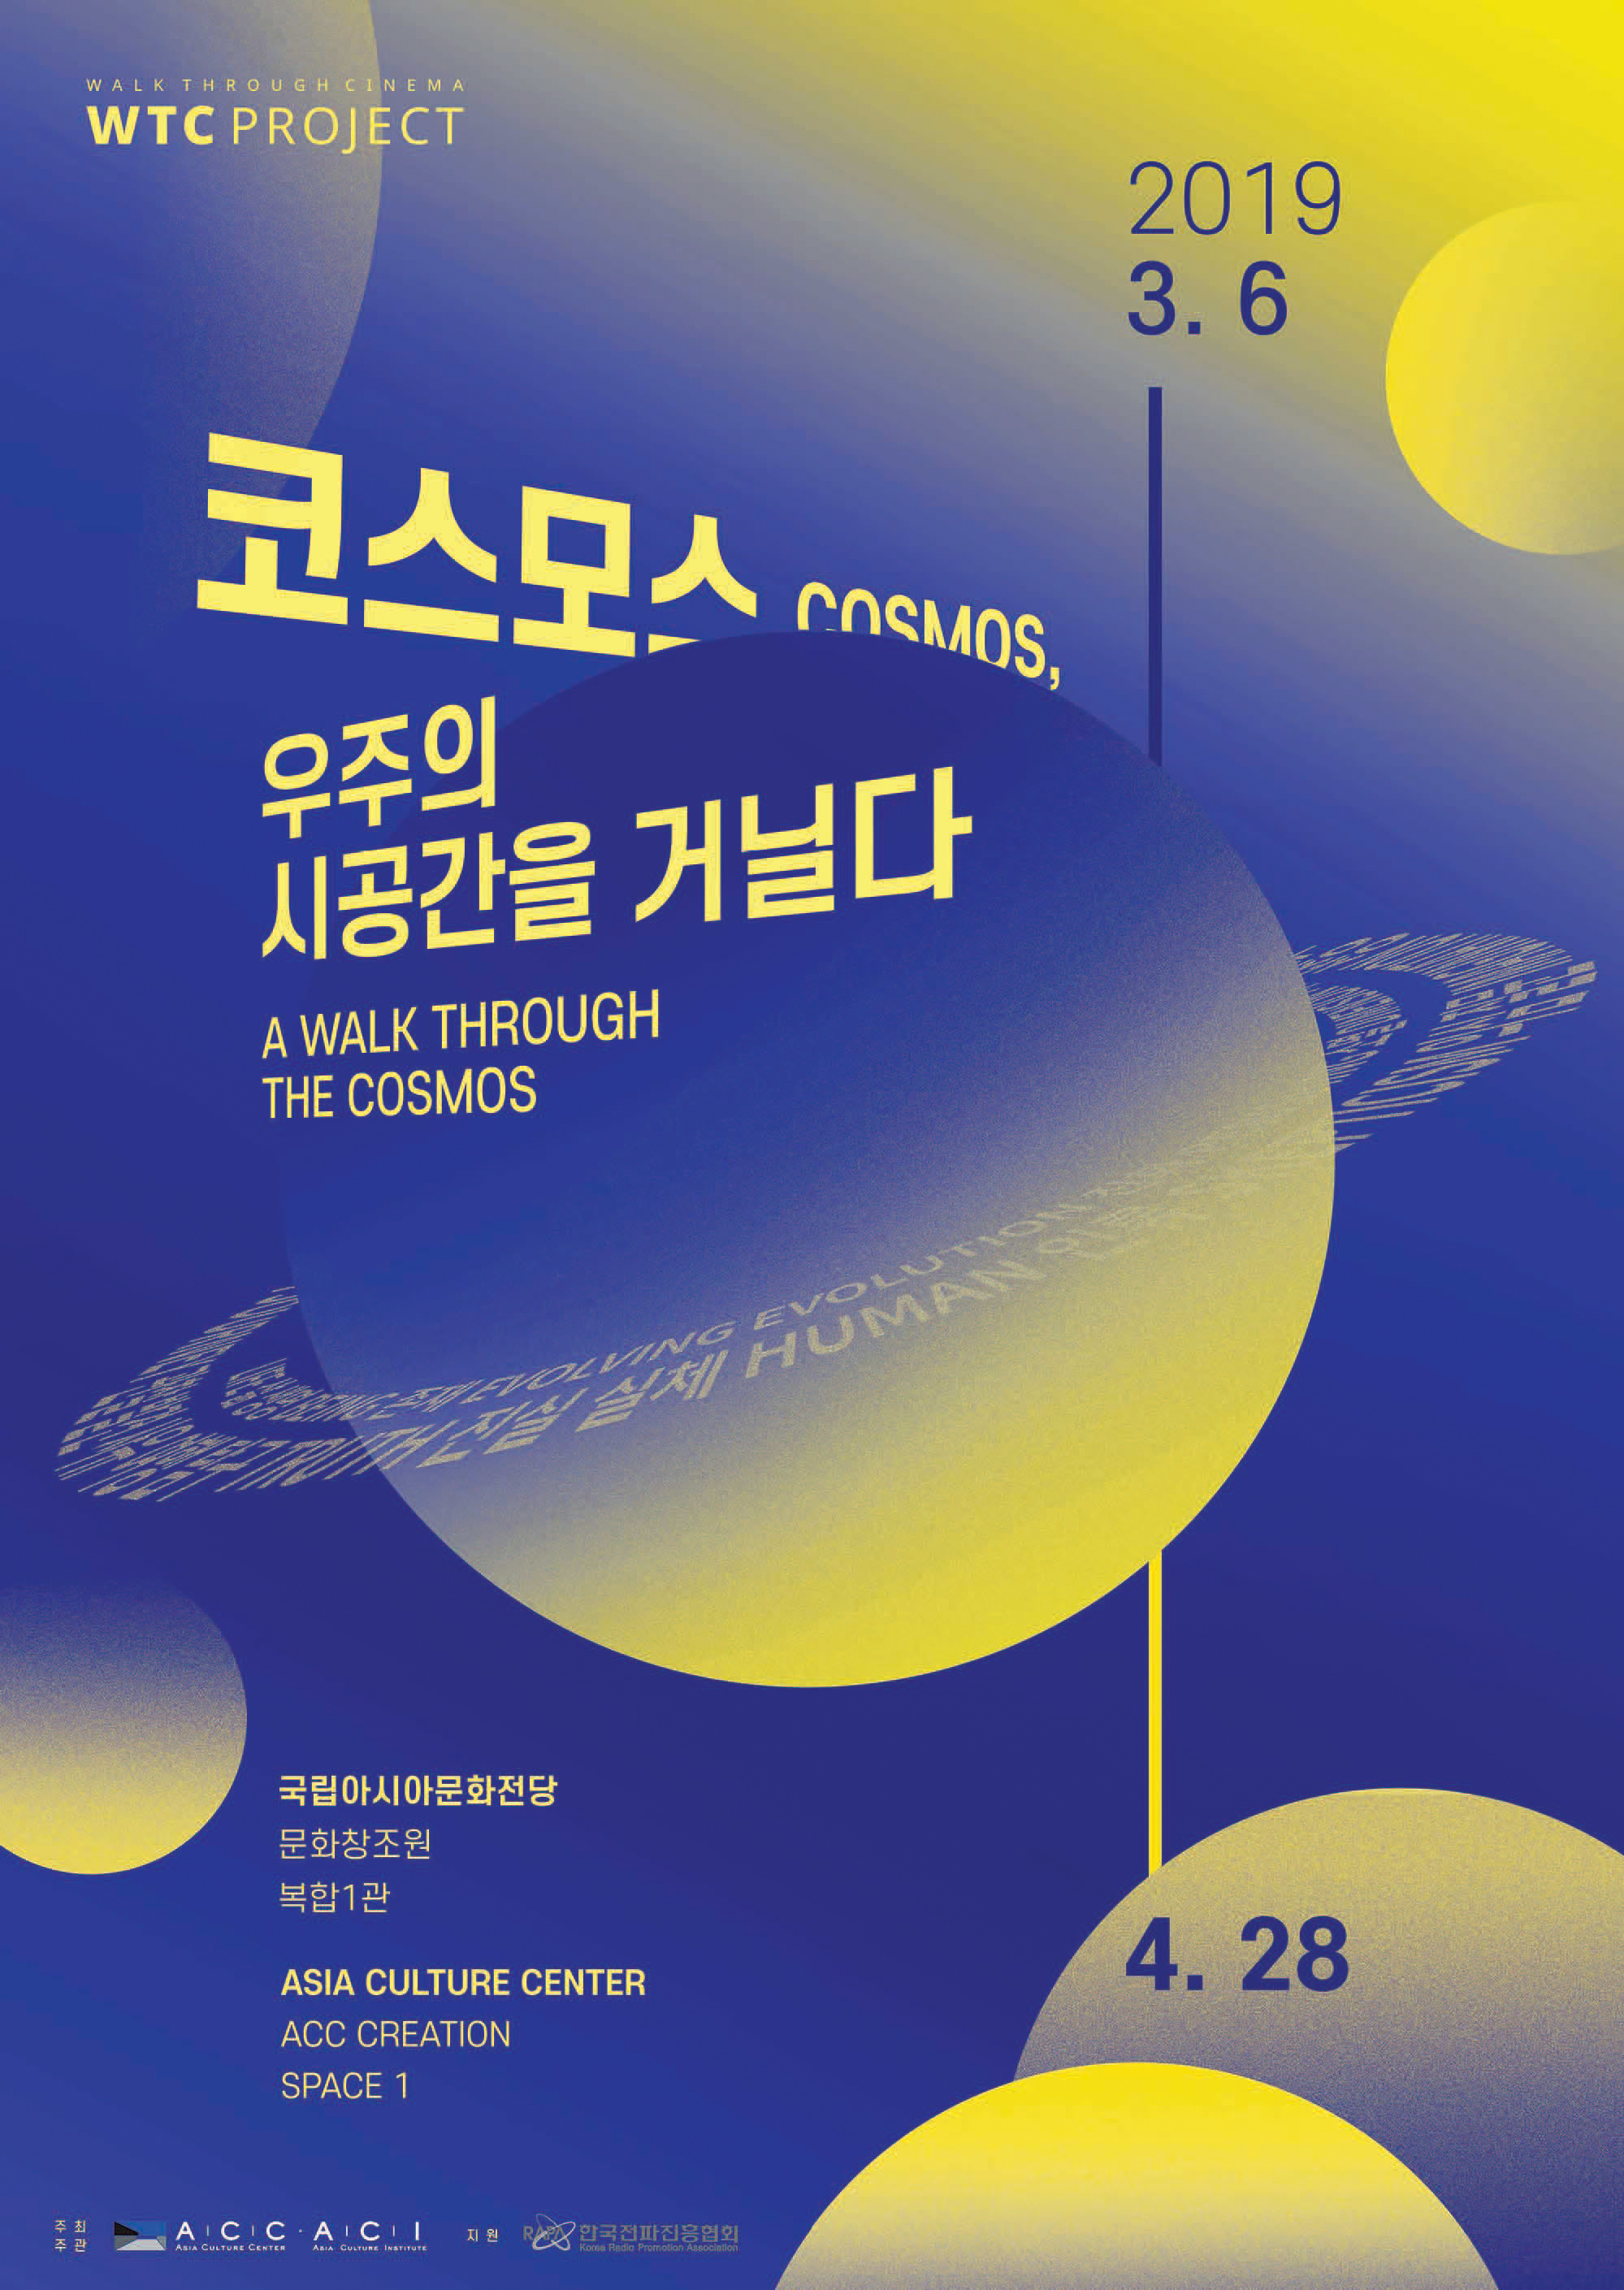 WALK THROUGH CINEMA
WTC PROJECT
2019
3. 6
코스모스 COSMOS,
우주의
시공간을 거닐다
A WALK THROUGH
THE COSMOS
EVOLVING EVOLUTION
TRUTH 진실 실체 HUMAN 인류
국립아시아문화전당
문화창조원
복합1관
ASIA CULTURE CENTER
ACC CREATION
SPACE 1
4. 28
주최
주관
ACC · ACI
ASIA CULTURE CENTER ASIA CULTURE INSTITUTE
지원
RAPA 한국전파진흥협회
Korea Radio Promotion Association